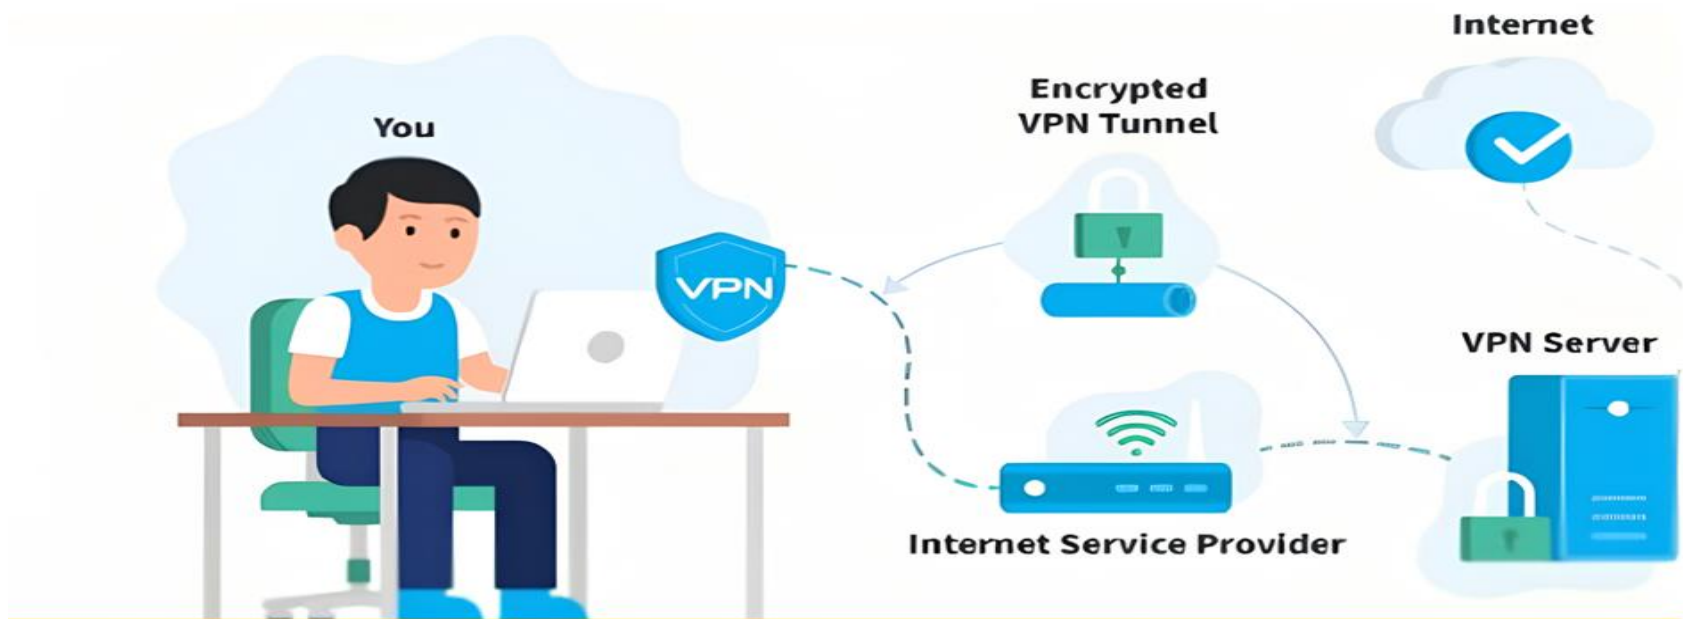 Internet
Encrypted
VPN Tunnel
You
VPN
VPN Server
Internet Service Provider